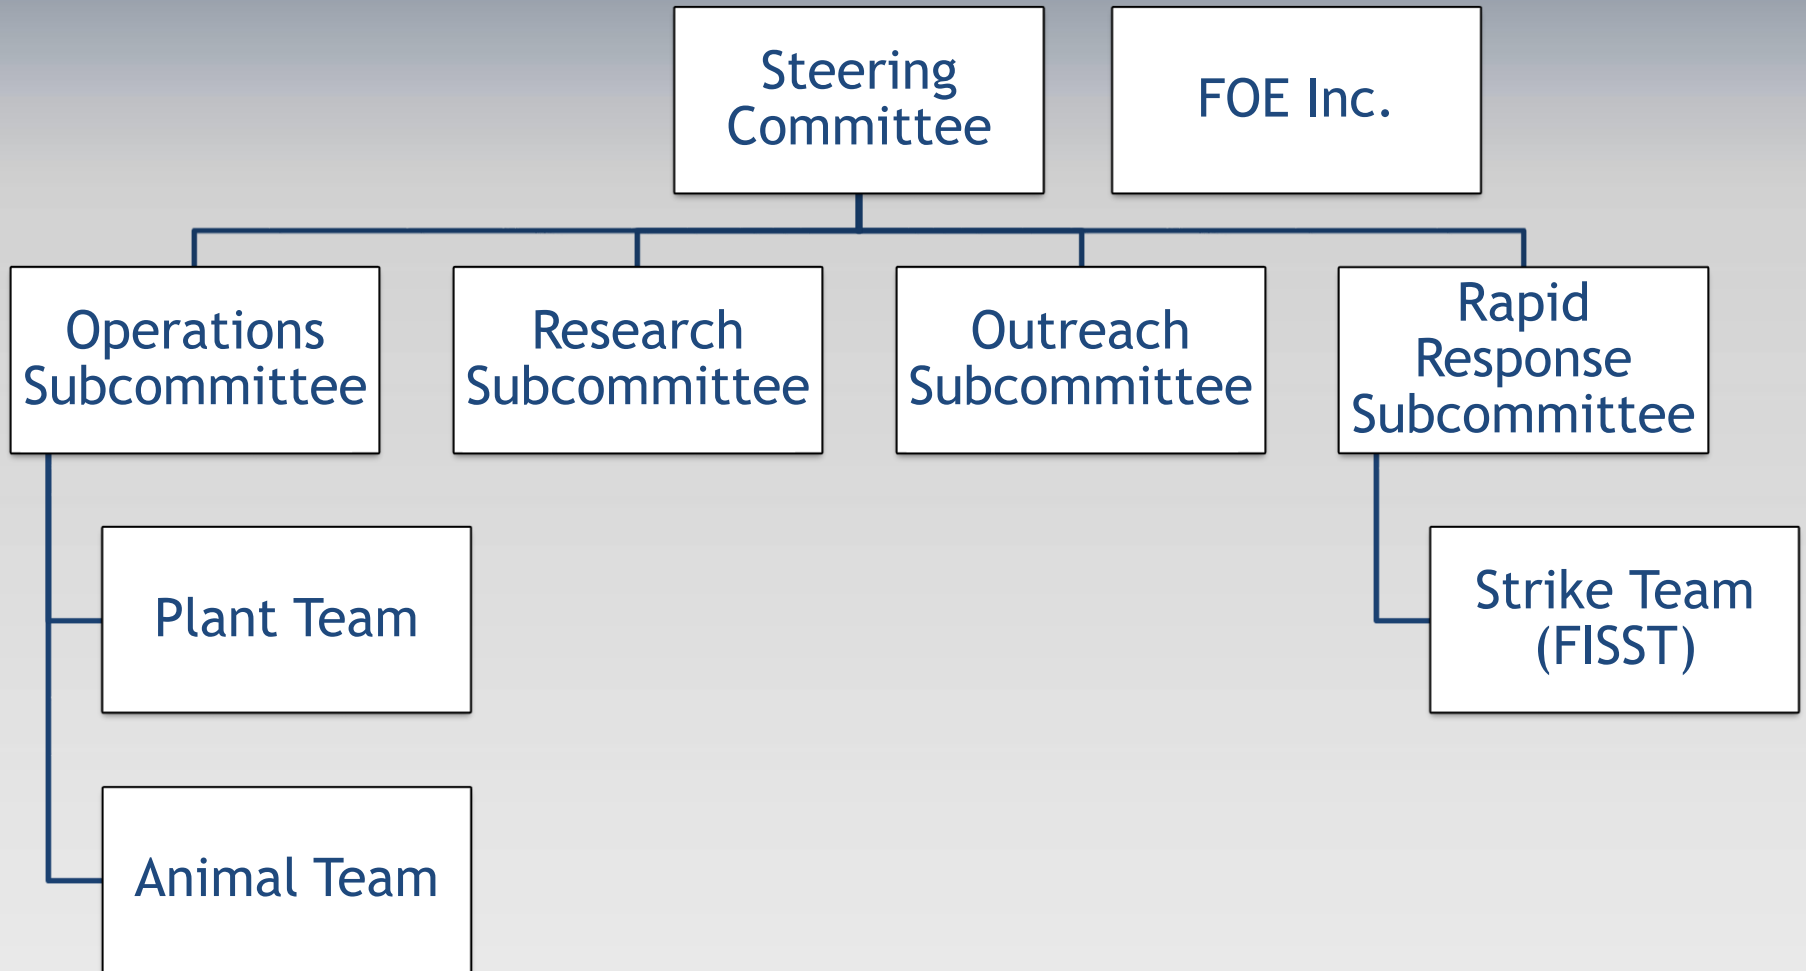 Steering
Committee
FOE Inc.
Operations
Subcommittee
Research
Subcommittee
Outreach
Subcommittee
Rapid
Response
Subcommittee
Plant Team
Strike Team
(FISST)
Animal Team